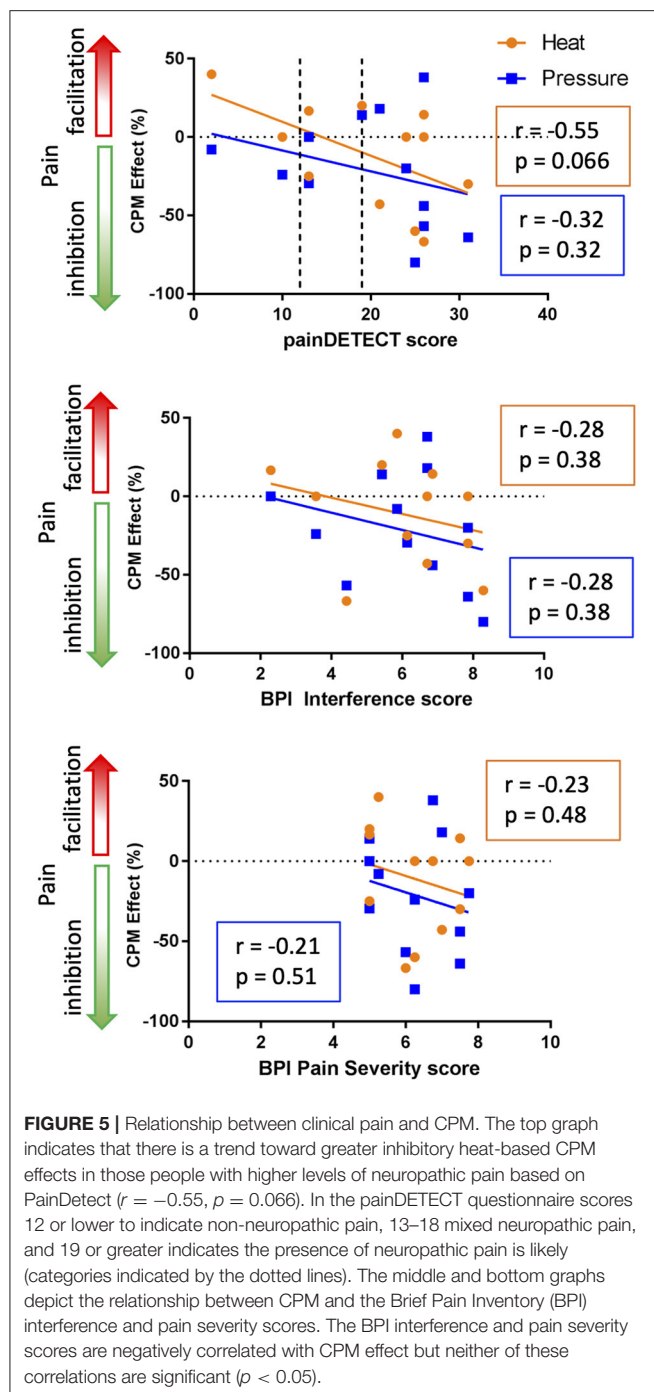 Heat
Pressure
Pain
inhibition facilitation
CPM Effect (%)
50
0
-50
-100
r = -0.55
p = 0.066
r = -0.32
p = 0.32
0 10 20 30 40
painDETECT score
Pain
inhibition facilitation
CPM Effect (%)
50
0
-50
-100
r = -0.28
p = 0.38
r = -0.28
p = 0.38
0 2 4 6 8 10
BPI Interference score
Pain
inhibition facilitation
CPM Effect (%)
50
0
-50
-100
r = -0.23
p = 0.48
r = -0.21
p = 0.51
0 2 4 6 8 10
BPI Pain Severity score
FIGURE 5 | Relationship between clinical pain and CPM. The top graph
indicates that there is a trend toward greater inhibitory heat-based CPM
effects in those people with higher levels of neuropathic pain based on
PainDetect (r = −0.55, p = 0.066). In the painDETECT questionnaire scores
12 or lower to indicate non-neuropathic pain, 13–18 mixed neuropathic pain,
and 19 or greater indicates the presence of neuropathic pain is likely
(categories indicated by the dotted lines). The middle and bottom graphs
depict the relationship between CPM and the Brief Pain Inventory (BPI)
interference and pain severity scores. The BPI interference and pain severity
scores are negatively correlated with CPM effect but neither of these
correlations are significant (p < 0.05).